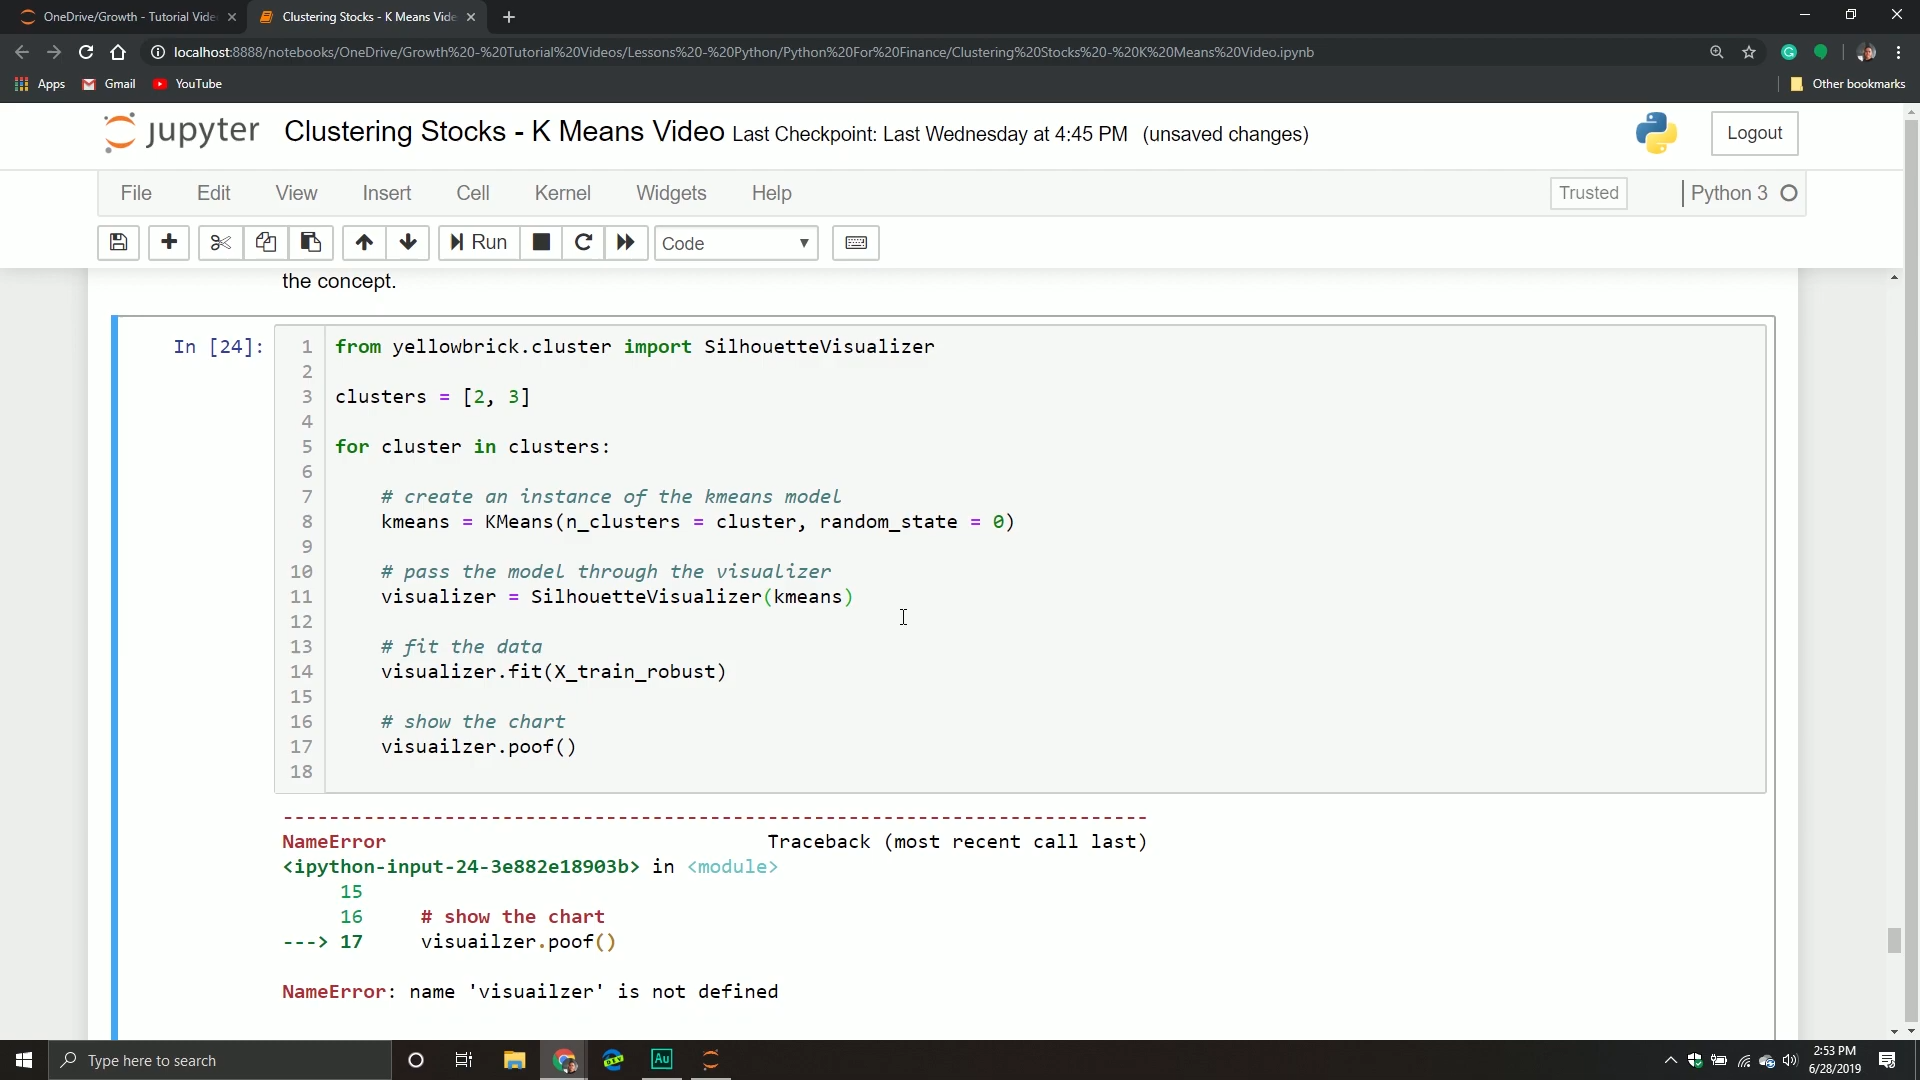 OneDrive/Growth - Tutorial Vide
Clustering Stocks - K Means Vide
localhost:8888/notebooks/OneDrive/Growth%20-%20Tutorial%20Videos/Lessons%20-%20Python/Python%20For%20Finance/Clustering%20Stocks%20-%20K%20Means%20Video.ipynb
Apps Gmail YouTube Other bookmarks
jupyter Clustering Stocks - K Means Video Last Checkpoint: Last Wednesday at 4:45 PM (unsaved changes) Logout
File Edit View Insert Cell Kernel Widgets Help Trusted Python 3
Run Code
the concept.
In [24]: 1 from yellowbrick.cluster import SilhouetteVisualizer
2
3 clusters = [2, 3]
4
5 for cluster in clusters:
6
7 # create an instance of the kmeans model
8 kmeans = KMeans(n_clusters = cluster, random_state = 0)
9
10 # pass the model through the visualizer
11 visualizer = SilhouetteVisualizer(kmeans)
12
13 # fit the data
14 visualizer.fit(X_train_robust)
15
16 # show the chart
17 visuailzer.poof()
18
---------------------------------------------------------------------------
NameError Traceback (most recent call last)
<ipython-input-24-3e882e18903b> in <module>
15
16 # show the chart
---> 17 visuailzer.poof()
NameError: name 'visuailzer' is not defined
Type here to search
DEV
Au
2:53 PM
6/28/2019